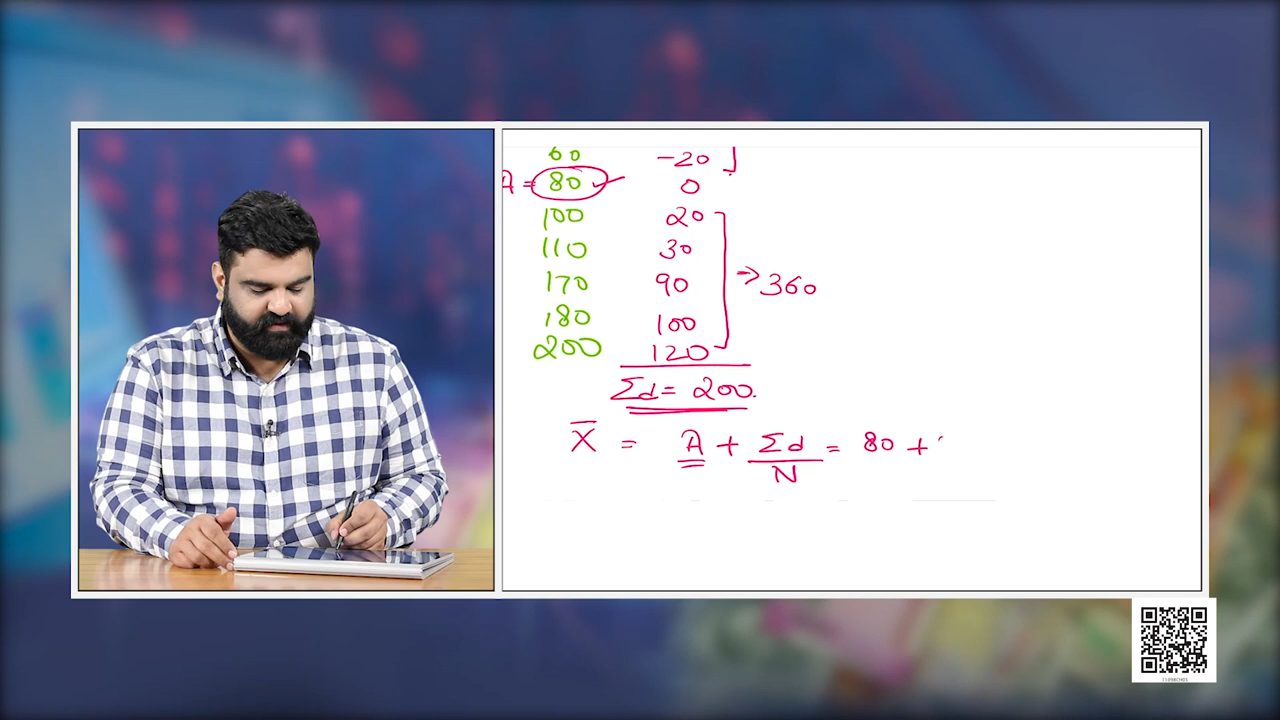 60 -20
A = 80 ✓ 0
100 20
110 30
170 90 → 360
180 100
200 120
Σd = 200.
X̄ = A + Σd/N = 80 +